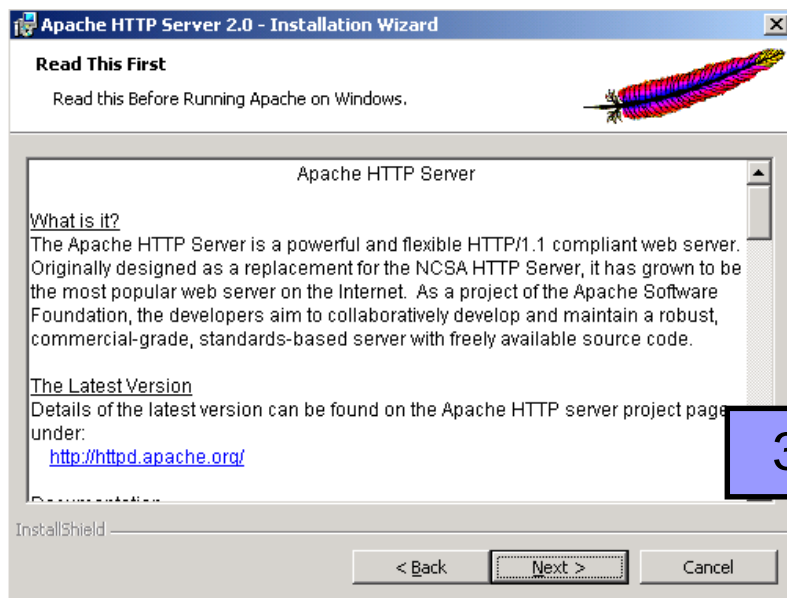 Apache HTTP Server 2.0 - Installation Wizard
Read This First
Read this Before Running Apache on Windows.
Apache HTTP Server
What is it?
The Apache HTTP Server is a powerful and flexible HTTP/1.1 compliant web server.
Originally designed as a replacement for the NCSA HTTP Server, it has grown to be
the most popular web server on the Internet. As a project of the Apache Software
Foundation, the developers aim to collaboratively develop and maintain a robust,
commercial-grade, standards-based server with freely available source code.
The Latest Version
Details of the latest version can be found on the Apache HTTP server project page
under:
http://httpd.apache.org/
3
InstallShield
< Back Next > Cancel